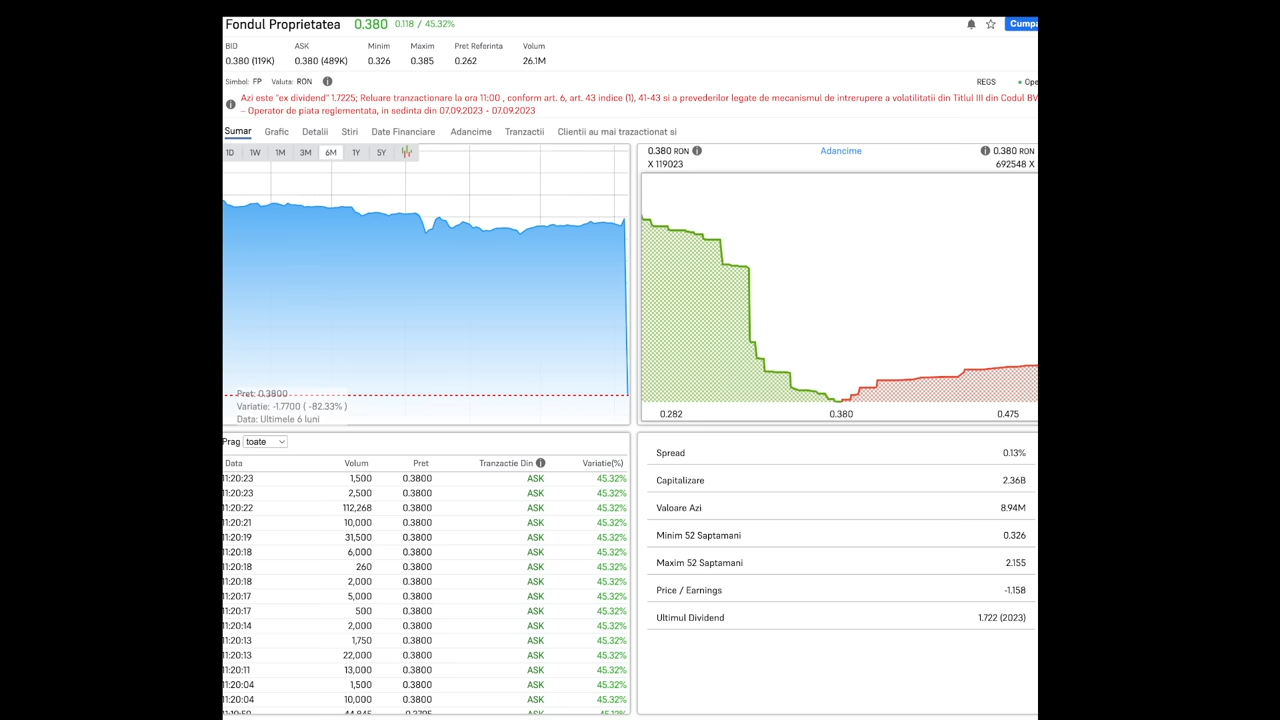 Fondul Proprietatea 0.380 0.118 / 45.32% Cumpa
BID ASK Minim Maxim Pret Referinta Volum
0.380 (119K) 0.380 (489K) 0.326 0.385 0.262 26.1M
Simbol: FP Valuta: RON REGS Ope
Azi este "ex dividend" 1.7225; Reluare tranzactionare la ora 11:00 , conform art. 6, art. 43 indice (1), 41-43 si a prevederilor legate de mecanismul de intrerupere a volatilitatii din Titlul III din Codul BV
– Operator de piata reglementata, in sedinta din 07.09.2023 - 07.09.2023
Sumar Grafic Detalii Stiri Date Financiare Adancime Tranzactii Clientii au mai trazactionat si
1D 1W 1M 3M 6M 1Y 5Y
Pret: 0.3800
Variatie: -1.7700 ( -82.33% )
Data: Ultimele 6 luni
0.380 RON Adancime 0.380 RON
X 119023 692548 X
0.282 0.380 0.475
Prag toate
Data Volum Pret Tranzactie Din Variatie(%)
11:20:23 1,500 0.3800 ASK 45.32%
11:20:23 2,500 0.3800 ASK 45.32%
11:20:22 112,268 0.3800 ASK 45.32%
11:20:21 10,000 0.3800 ASK 45.32%
11:20:19 31,500 0.3800 ASK 45.32%
11:20:18 6,000 0.3800 ASK 45.32%
11:20:18 260 0.3800 ASK 45.32%
11:20:18 2,000 0.3800 ASK 45.32%
11:20:17 5,000 0.3800 ASK 45.32%
11:20:17 500 0.3800 ASK 45.32%
11:20:14 2,000 0.3800 ASK 45.32%
11:20:13 1,750 0.3800 ASK 45.32%
11:20:13 22,000 0.3800 ASK 45.32%
11:20:11 13,000 0.3800 ASK 45.32%
11:20:04 1,500 0.3800 ASK 45.32%
11:20:04 10,000 0.3800 ASK 45.32%
Spread 0.13%
Capitalizare 2.36B
Valoare Azi 8.94M
Minim 52 Saptamani 0.326
Maxim 52 Saptamani 2.155
Price / Earnings -1.158
Ultimul Dividend 1.722 (2023)